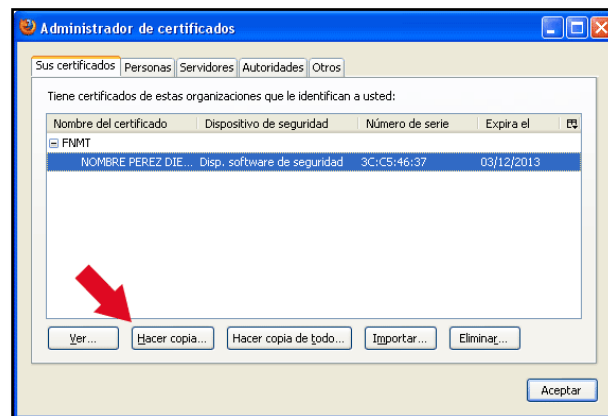 Administrador de certificados
Sus certificados Personas Servidores Autoridades Otros
Tiene certificados de estas organizaciones que le identifican a usted:
Nombre del certificado Dispositivo de seguridad Número de serie Expira el
FNMT
NOMBRE PEREZ DIE... Disp. software de seguridad 3C:C5:46:37 03/12/2013
Ver... Hacer copia... Hacer copia de todo... Importar... Eliminar...
Aceptar